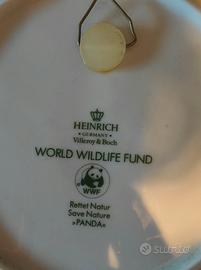 HEINRICH
• GERMANY •
Villeroy & Boch
WORLD WILDLIFE FUND
WWF
Rettet Natur
Save Nature
»PANDA«
subito